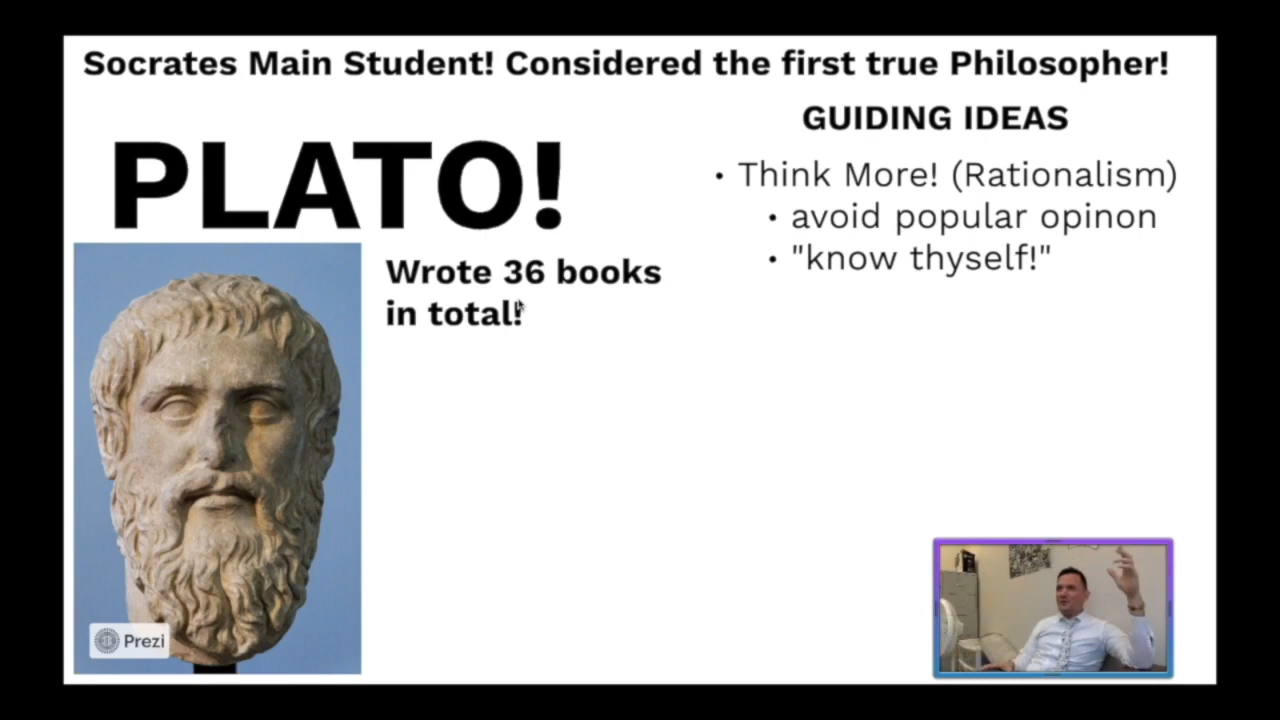 Socrates Main Student! Considered the first true Philosopher!
GUIDING IDEAS
PLATO!
• Think More! (Rationalism)
• avoid popular opinon
• "know thyself!"
Wrote 36 books
in total!
Prezi